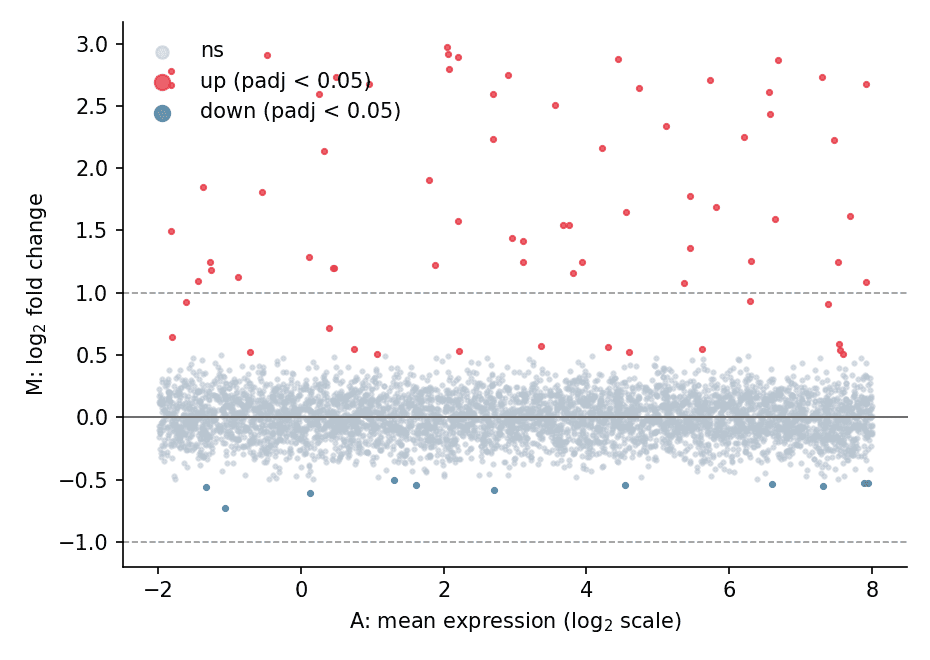 ns
up (padj < 0.05)
down (padj < 0.05)
3.0
2.5
2.0
1.5
1.0
0.5
0.0
−0.5
−1.0
M: log₂ fold change
−2 0 2 4 6 8
A: mean expression (log₂ scale)